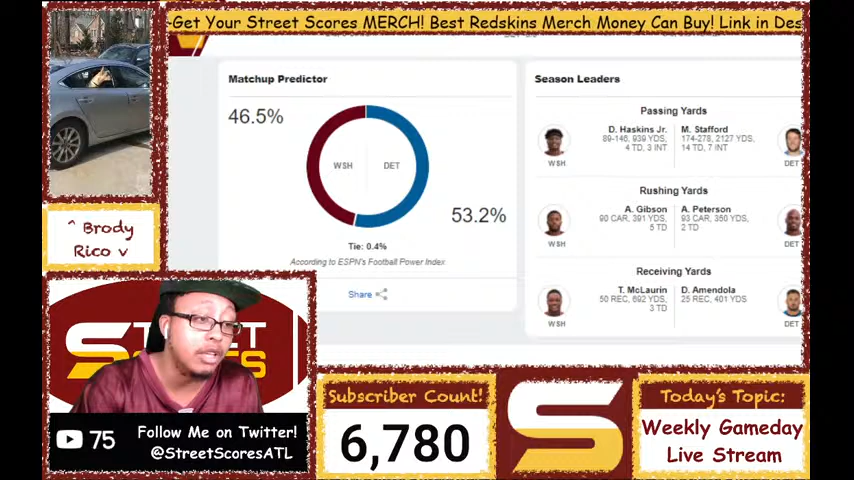 -Get Your Street Scores MERCH! Best Redskins Merch Money Can Buy! Link in Des
Matchup Predictor
46.5%
WSH
DET
53.2%
Tie: 0.4%
According to ESPN's Football Power Index
Share
Season Leaders
Passing Yards
D. Haskins Jr.
89-146, 939 YDS,
4 TD, 3 INT
WSH
M. Stafford
174-278, 2127 YDS,
14 TD, 7 INT
DET
Rushing Yards
A. Gibson
90 CAR, 391 YDS,
5 TD
WSH
A. Peterson
93 CAR, 350 YDS,
2 TD
DET
Receiving Yards
T. McLaurin
50 REC, 692 YDS,
3 TD
WSH
D. Amendola
25 REC, 401 YDS
DET
^ Brody
Rico v
75
Follow Me on Twitter!
@StreetScoresATL
Subscriber Count!
6,780
Today's Topic:
Weekly Gameday
Live Stream